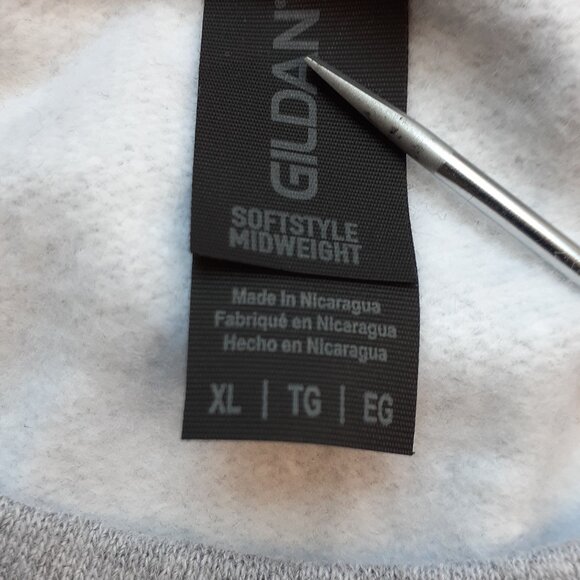 GILDAN®
SOFTSTYLE
MIDWEIGHT
Made In Nicaragua
Fabriqué en Nicaragua
Hecho en Nicaragua
XL | TG | EG